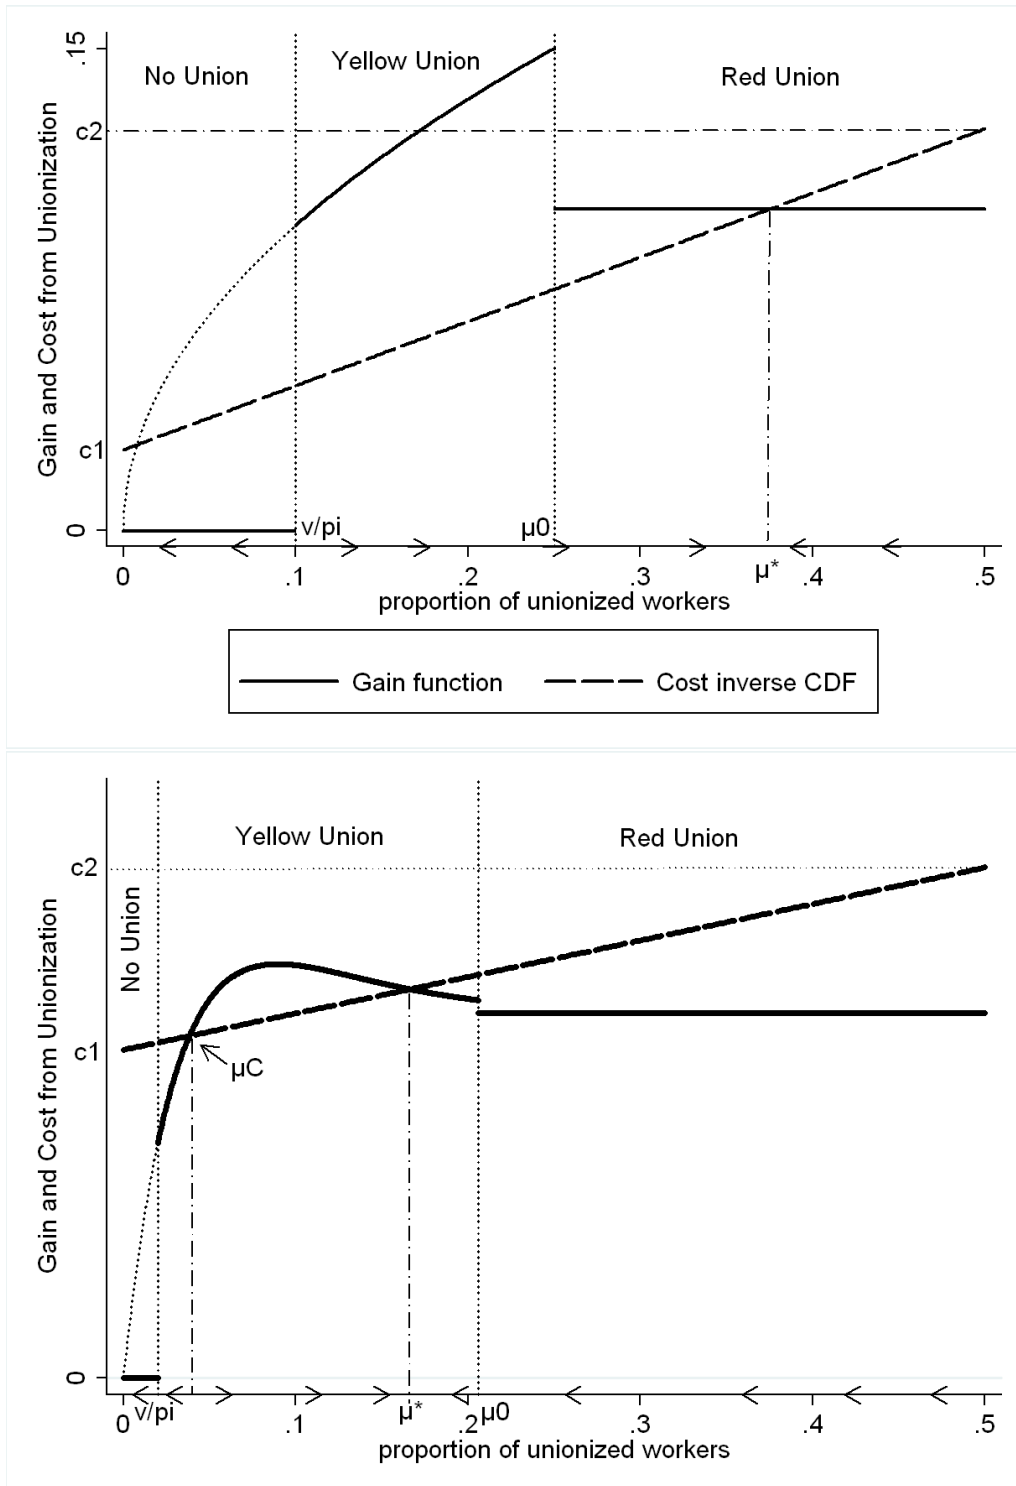 Gain and Cost from Unionization
.15
c2
c1
0
No Union
Yellow Union
Red Union
v/pi
µ0
µ*
0 .1 .2 .3 .4 .5
proportion of unionized workers
Gain function
Cost inverse CDF
Gain and Cost from Unionization
c2
c1
0
No Union
Yellow Union
Red Union
µC
0 .1 .2 .3 .4 .5
v/pi
µ*
µ0
proportion of unionized workers